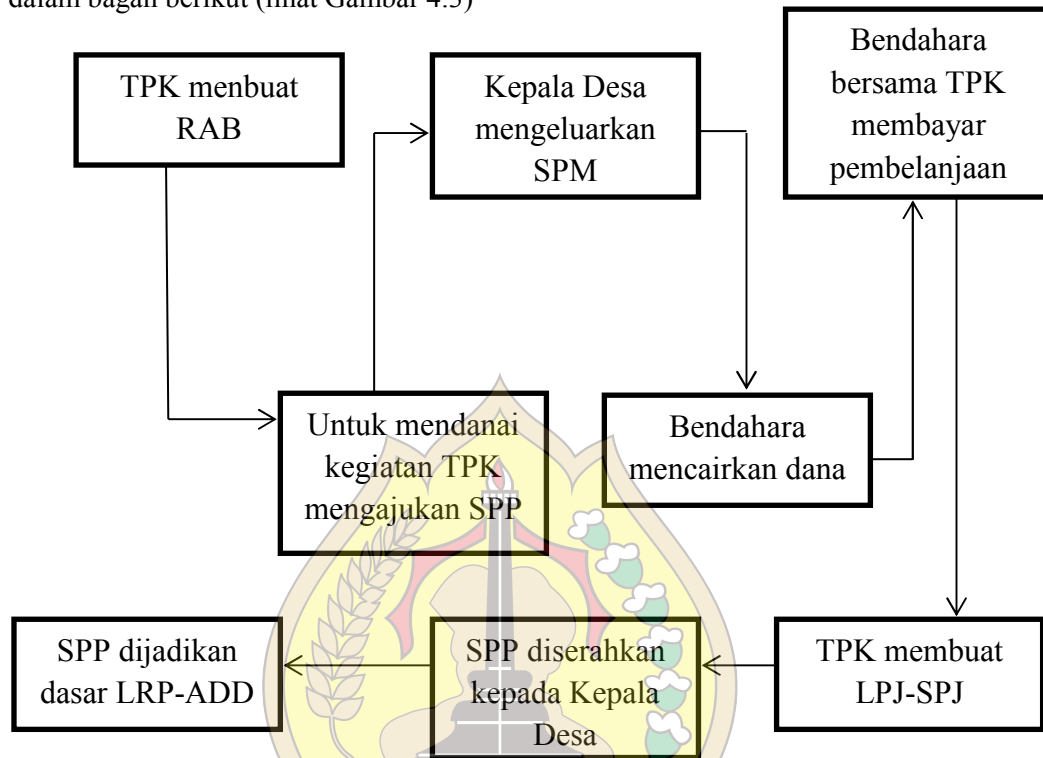 dalam bagan berikut (lihat Gambar 4.3)
TPK menbuat
RAB
Untuk mendanai
kegiatan TPK
mengajukan SPP
Kepala Desa
mengeluarkan
SPM
Bendahara
mencairkan dana
Bendahara
bersama TPK
membayar
pembelanjaan
TPK membuat
LPJ-SPJ
SPP diserahkan
kepada Kepala
Desa
SPP dijadikan
dasar LRP-ADD